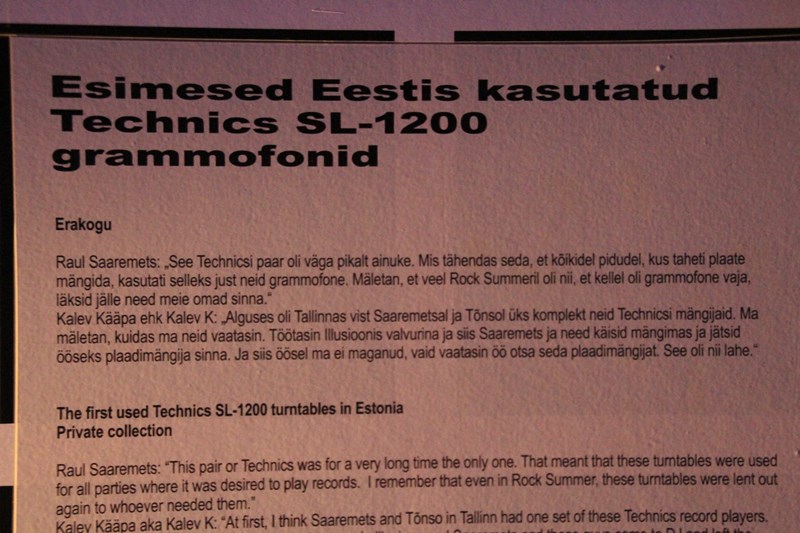 Esimesed Eestis kasutatud
Technics SL-1200
grammofonid
Erakogu
Raul Saaremets: „See Technicsi paar oli väga pikalt ainuke. Mis tähendas seda, et kõikidel pidudel, kus taheti plaate
mängida, kasutati selleks just neid grammofone. Mäletan, et veel Rock Summeril oli nii, et kellel oli grammofone vaja,
läksid jälle need meie omad sinna.“
Kalev Kääpa ehk Kalev K: „Alguses oli Tallinnas vist Saaremetsal ja Tõnsol üks komplekt neid Technicsi mängijaid. Ma
mäletan, kuidas ma neid vaatasin. Töötasin Illusioonis valvurina ja siis Saaremets ja need käisid mängimas ja jätsid
ööseks plaadimängija sinna. Ja siis öösel ma ei maganud, vaid vaatasin öö otsa seda plaadimängijat. See oli nii lahe.“
The first used Technics SL-1200 turntables in Estonia
Private collection
Raul Saaremets: “This pair or Technics was for a very long time the only one. That meant that these turntables were used
for all parties where it was desired to play records. I remember that even in Rock Summer, these turntables were lent out
again to whoever needed them.”
Kalev Kääpa aka Kalev K: “At first, I think Saaremets and Tõnso in Tallinn had one set of these Technics record players.